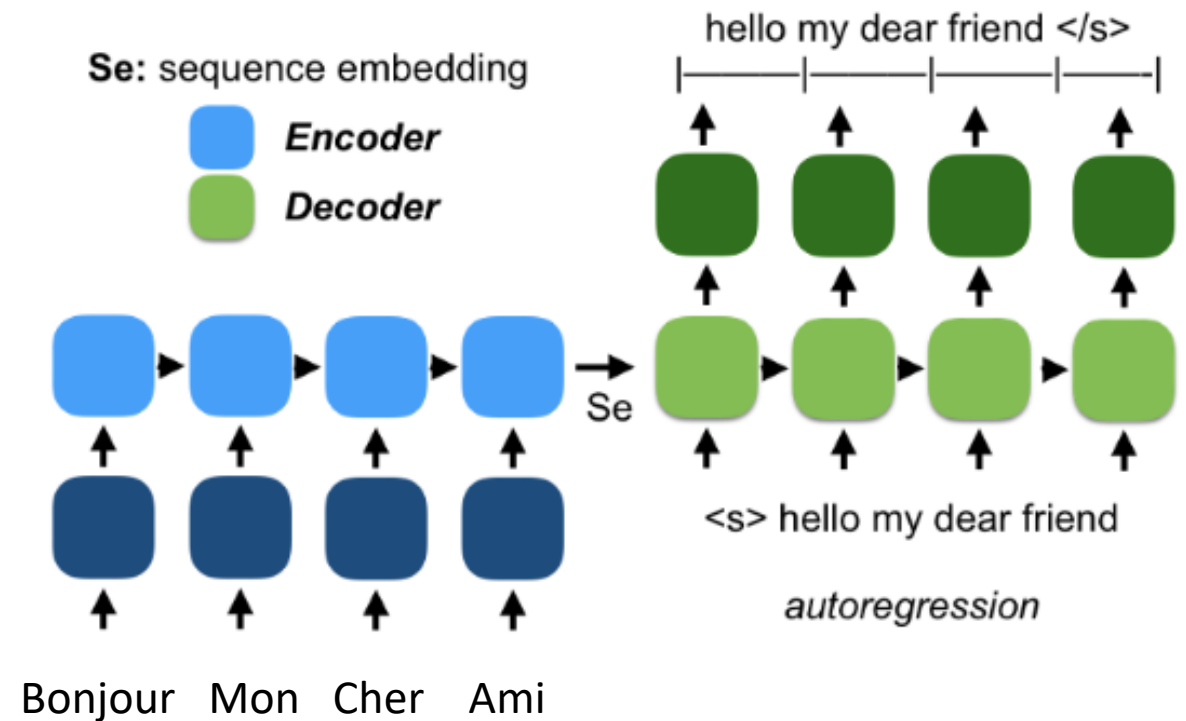 Se: sequence embedding
Encoder
Decoder
hello my dear friend </s>
Se
<s> hello my dear friend
autoregression
Bonjour Mon Cher Ami